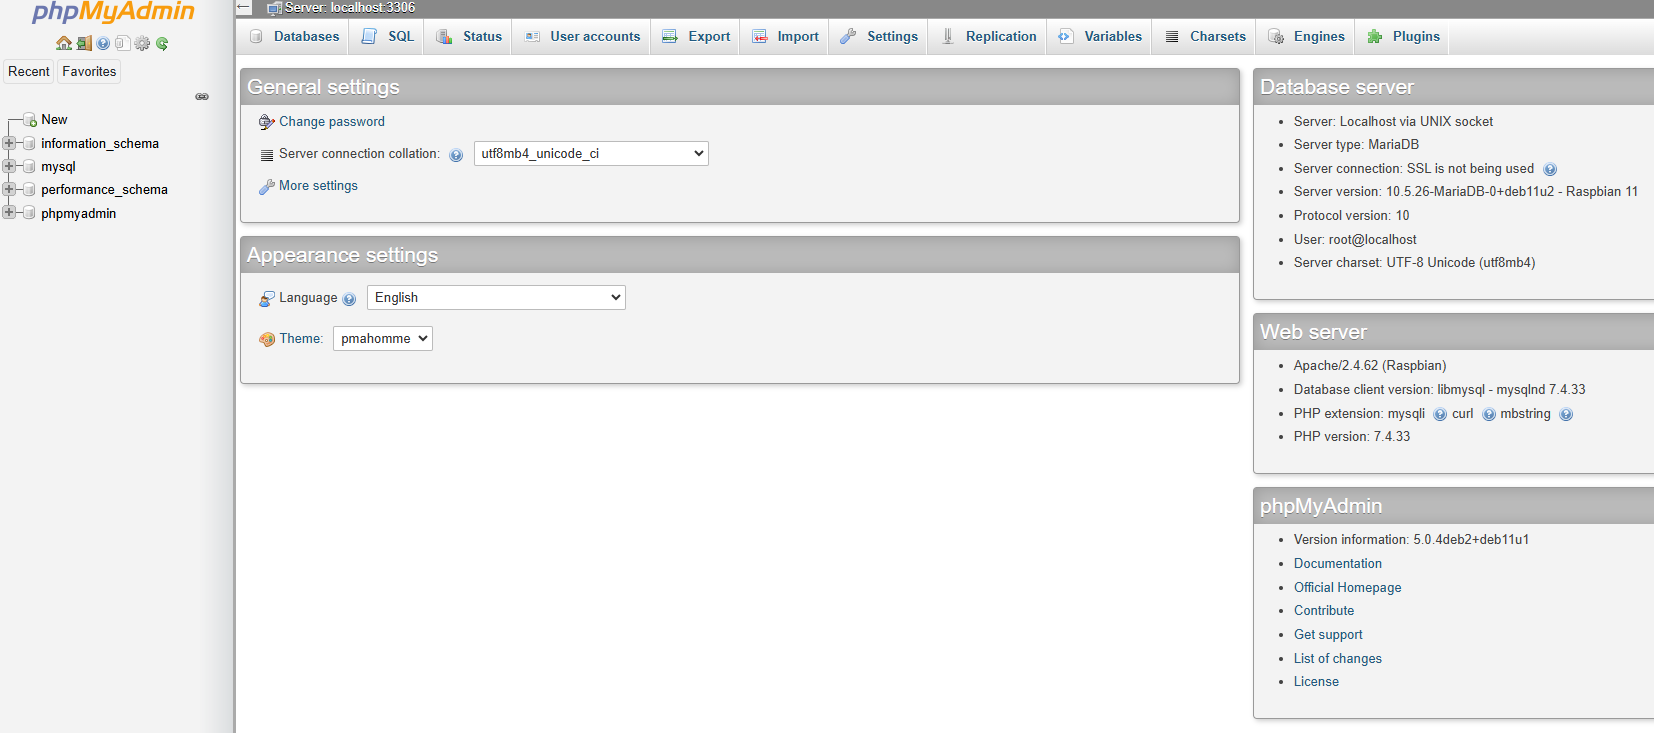 phpMyAdmin
Recent
Favorites
New
information_schema
mysql
performance_schema
phpmyadmin
Server: localhost:3306
Databases
SQL
Status
User accounts
Export
Import
Settings
Replication
Variables
Charsets
Engines
Plugins
General settings
Change password
Server connection collation:
utf8mb4_unicode_ci
More settings
Appearance settings
Language
English
Theme:
pmahomme
Database server
Server: Localhost via UNIX socket
Server type: MariaDB
Server connection: SSL is not being used
Server version: 10.5.26-MariaDB-0+deb11u2 - Raspbian 11
Protocol version: 10
User: root@localhost
Server charset: UTF-8 Unicode (utf8mb4)
Web server
Apache/2.4.62 (Raspbian)
Database client version: libmysql - mysqlnd 7.4.33
PHP extension: mysqli curl mbstring
PHP version: 7.4.33
phpMyAdmin
Version information: 5.0.4deb2+deb11u1
Documentation
Official Homepage
Contribute
Get support
List of changes
License